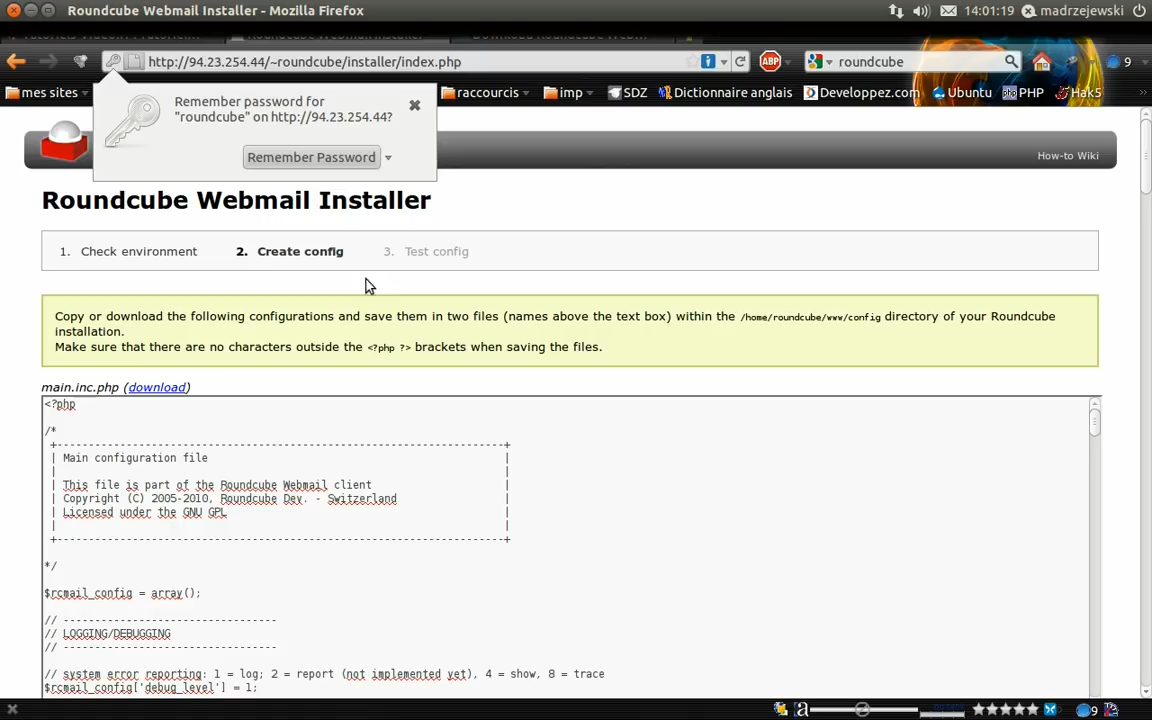 Roundcube Webmail Installer - Mozilla Firefox
14:01:19
madrzejewski
http://94.23.254.44/~roundcube/installer/index.php
ABP
roundcube
9
mes sites
raccourcis
imp
SDZ
Dictionnaire anglais
Developpez.com
Ubuntu
PHP
Hak5
Remember password for
"roundcube" on http://94.23.254.44?
Remember Password
How-to Wiki
Roundcube Webmail Installer
1. Check environment
2. Create config
3. Test config
Copy or download the following configurations and save them in two files (names above the text box) within the /home/roundcube/www/config directory of your Roundcube
installation.
Make sure that there are no characters outside the <?php ?> brackets when saving the files.
main.inc.php (download)
<?php
/*
+-----------------------------------------------------------------------+
| Main configuration file |
| |
| This file is part of the Roundcube Webmail client |
| Copyright (C) 2005-2010, Roundcube Dev. - Switzerland |
| Licensed under the GNU GPL |
| |
+-----------------------------------------------------------------------+
*/
$rcmail_config = array();
// ----------------------------------
// LOGGING/DEBUGGING
// ----------------------------------
// system error reporting: 1 = log; 2 = report (not implemented yet), 4 = show, 8 = trace
$rcmail_config['debug_level'] = 1;
a
9